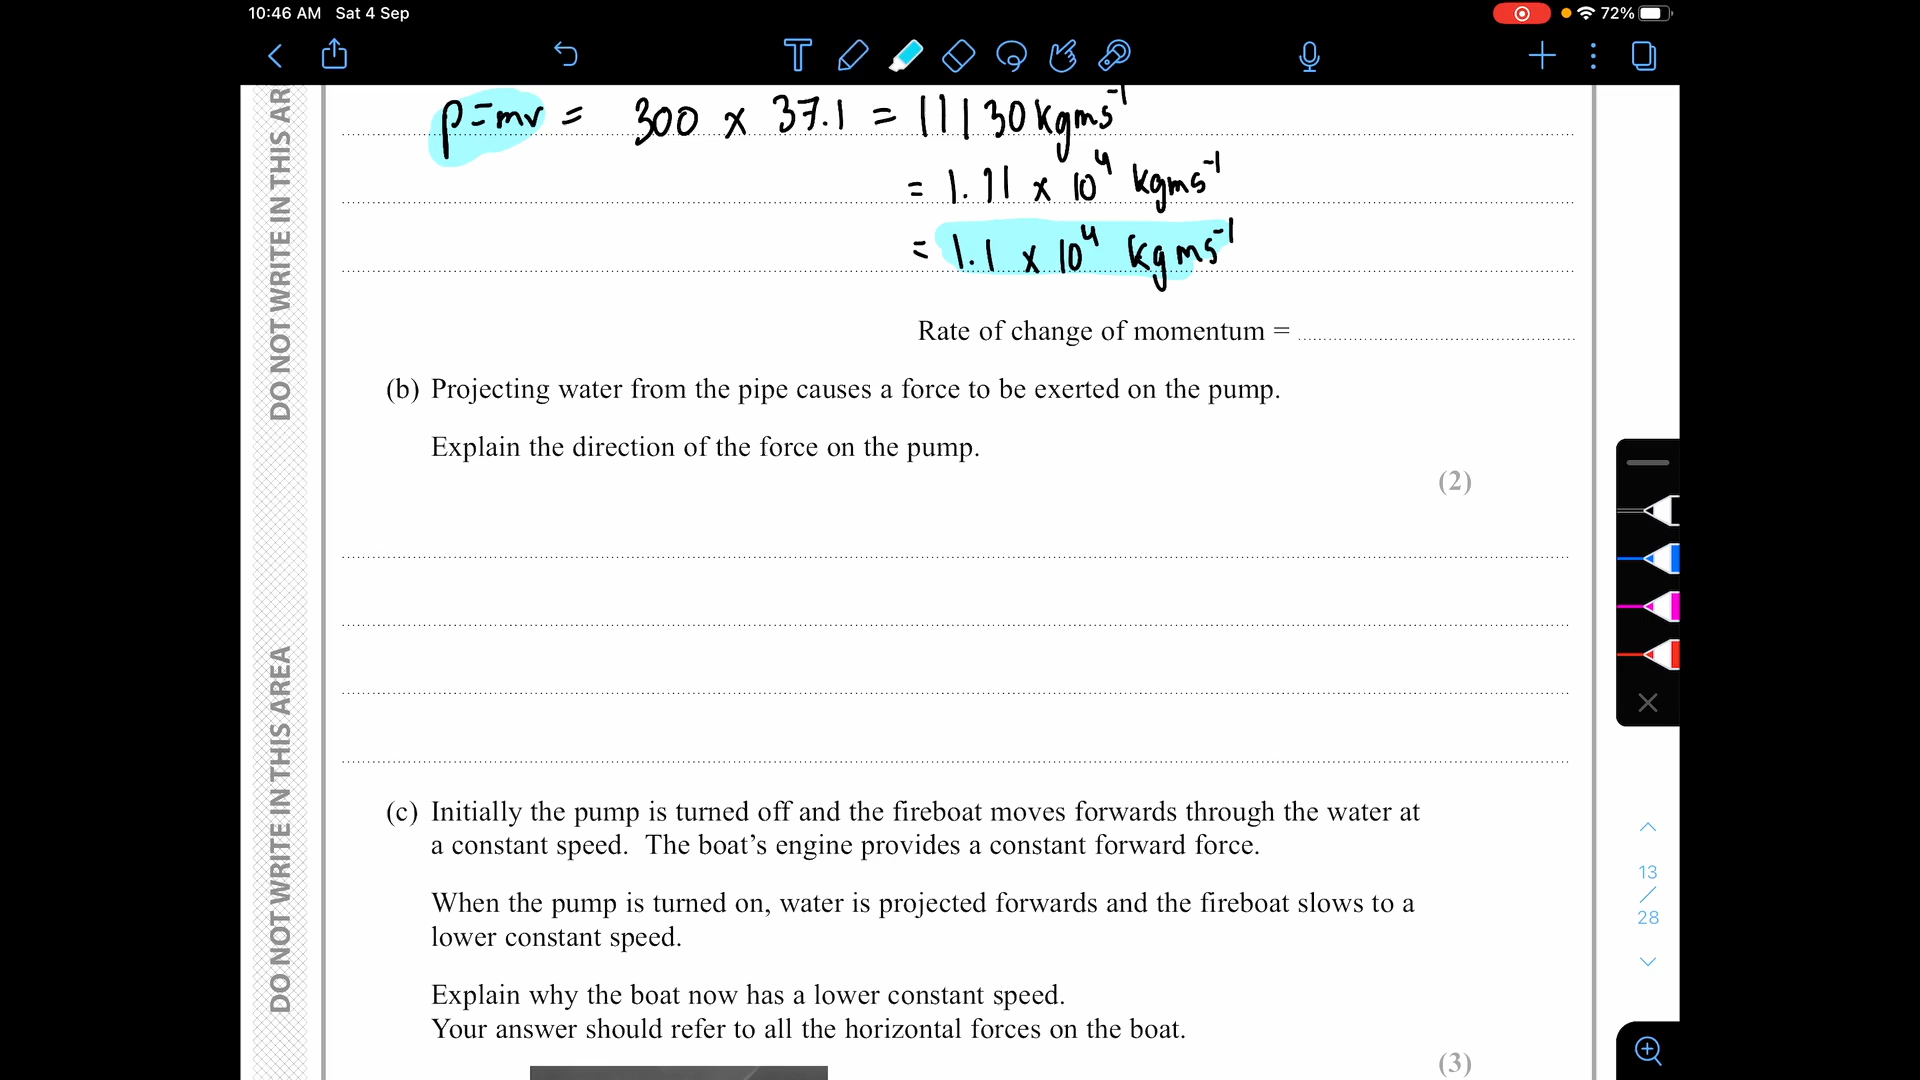 10:46 AM Sat 4 Sep
72%
p=mv = 300 x 37.1 = 11130 kgms⁻¹
= 1.11 x 10⁴ kgms⁻¹
= 1.1 x 10⁴ kgms⁻¹
Rate of change of momentum =
(b) Projecting water from the pipe causes a force to be exerted on the pump.
Explain the direction of the force on the pump.
(2)
(c) Initially the pump is turned off and the fireboat moves forwards through the water at
a constant speed. The boat's engine provides a constant forward force.
When the pump is turned on, water is projected forwards and the fireboat slows to a
lower constant speed.
Explain why the boat now has a lower constant speed.
Your answer should refer to all the horizontal forces on the boat.
(3)
DO NOT WRITE IN THIS AR
DO NOT WRITE IN THIS AREA
13
/
28